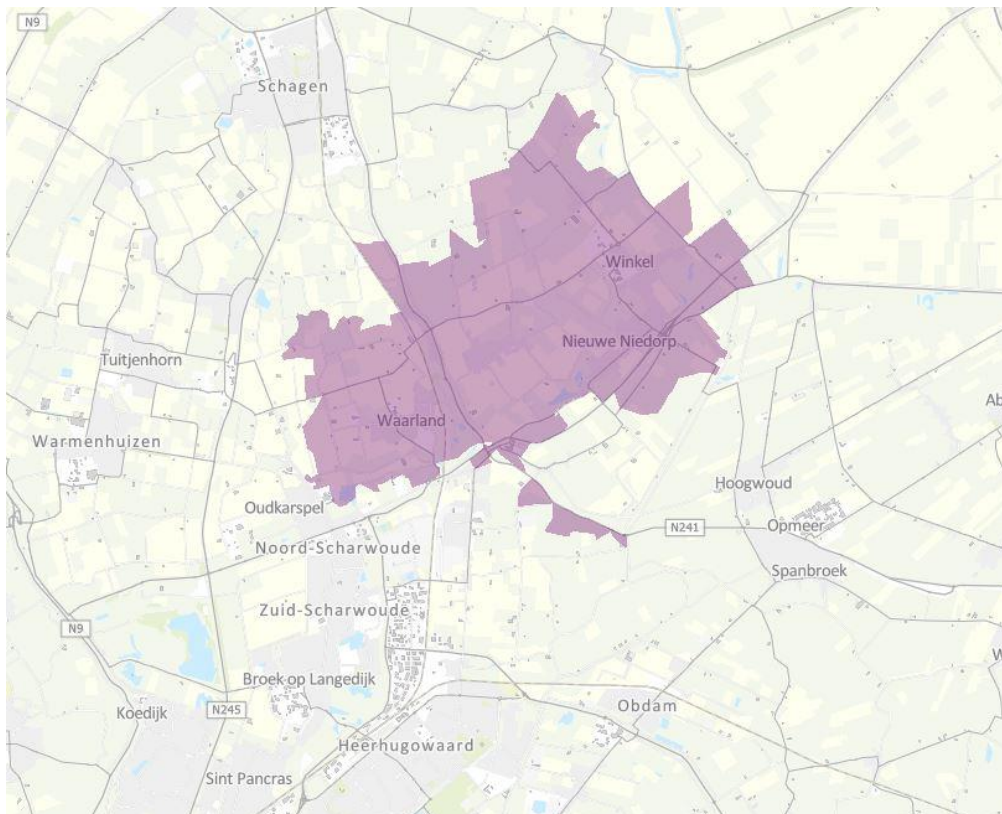 N9
Schagen
Winkel
Nieuwe Niedorp
Tuitjenhorn
Waarland
Warmenhuizen
Hoogwoud
Oudkarspel
N241
Opmeer
Noord-Scharwoude
Spanbroek
Zuid-Scharwoude
N9
Broek op Langedijk
Koedijk
N245
Obdam
Heerhugowaard
Sint Pancras